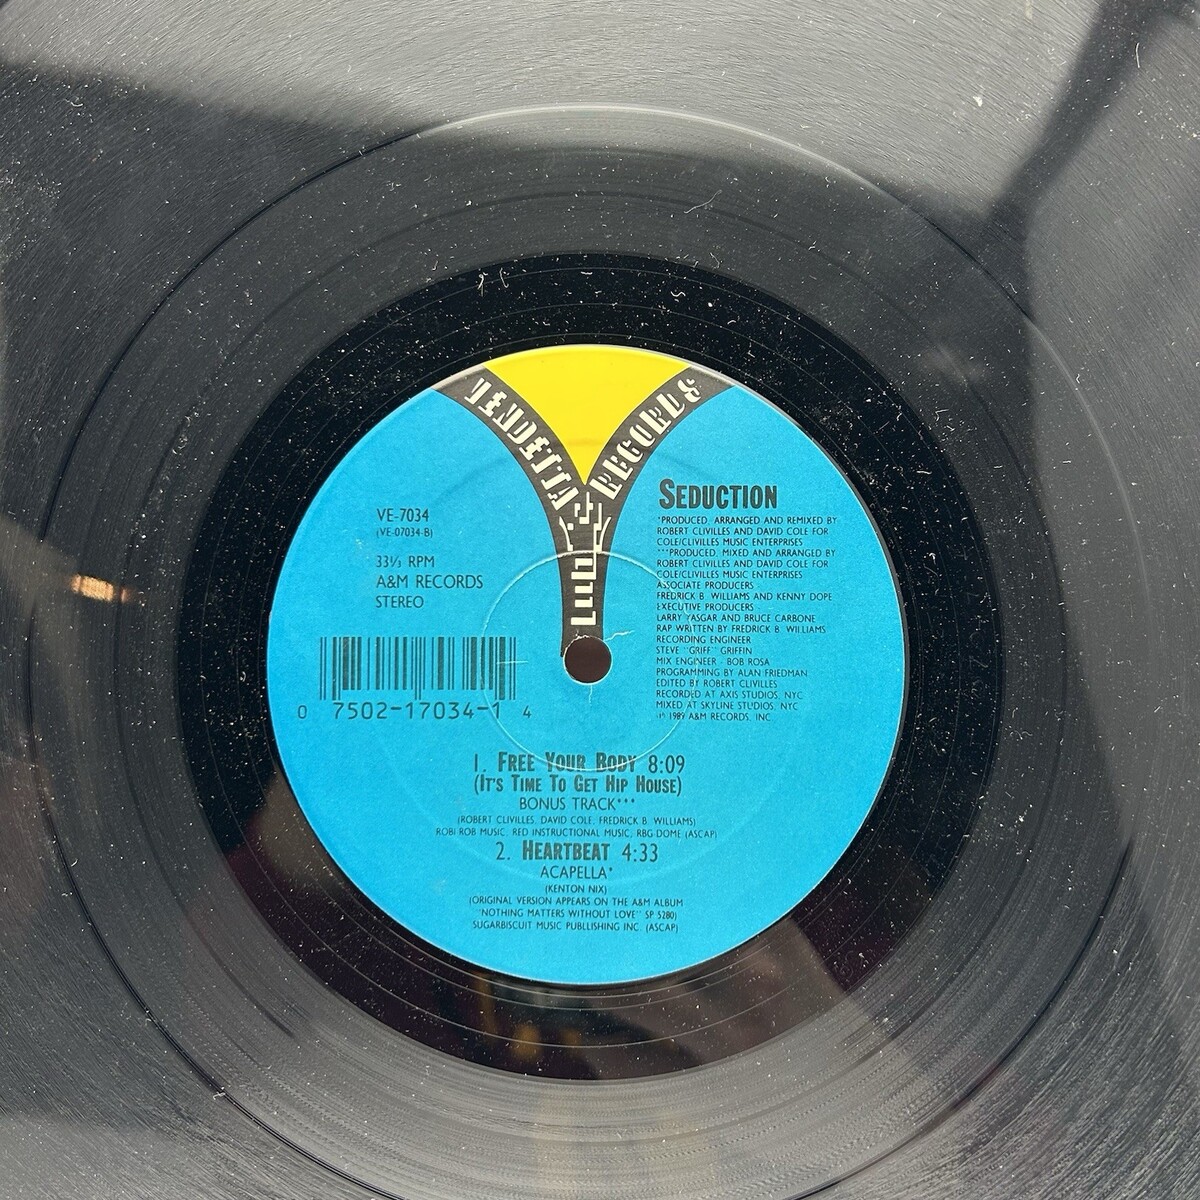 VENDETTA RECORDS
VE-7034
(VE-07034-B)
33⅓ RPM
A&M RECORDS
STEREO
0 7502-17034-1 4
SEDUCTION
*PRODUCED, ARRANGED AND REMIXED BY
ROBERT CLIVILLES AND DAVID COLE FOR
COLE/CLIVILLES MUSIC ENTERPRISES
***PRODUCED, MIXED AND ARRANGED BY
ROBERT CLIVILLES AND DAVID COLE FOR
COLE/CLIVILLES MUSIC ENTERPRISES
ASSOCIATE PRODUCERS -
FREDRICK B. WILLIAMS AND KENNY DOPE
EXECUTIVE PRODUCERS -
LARRY YASGAR AND BRUCE CARBONE
RAP WRITTEN BY FREDRICK B. WILLIAMS
RECORDING ENGINEER
STEVE "GRIFF" GRIFFIN
MIX ENGINEER - BOB ROSA
PROGRAMMING BY ALAN FRIEDMAN
EDITED BY ROBERT CLIVILLES
RECORDED AT AXIS STUDIOS, NYC
MIXED AT SKYLINE STUDIOS, NYC
℗ 1989 A&M RECORDS, INC.
1. FREE YOUR BODY 8:09
(IT'S TIME TO GET HIP HOUSE)
BONUS TRACK***
(ROBERT CLIVILLES, DAVID COLE, FREDRICK B. WILLIAMS)
ROBI ROB MUSIC, RED INSTRUCTIONAL MUSIC, RBG-DOME (ASCAP)
2. HEARTBEAT 4:33
ACAPELLA*
(KENTON NIX)
(ORIGINAL VERSION APPEARS ON THE A&M ALBUM
"NOTHING MATTERS WITHOUT LOVE" SP 5280)
SUGARBISCUIT MUSIC PUBLLISHING INC. (ASCAP)